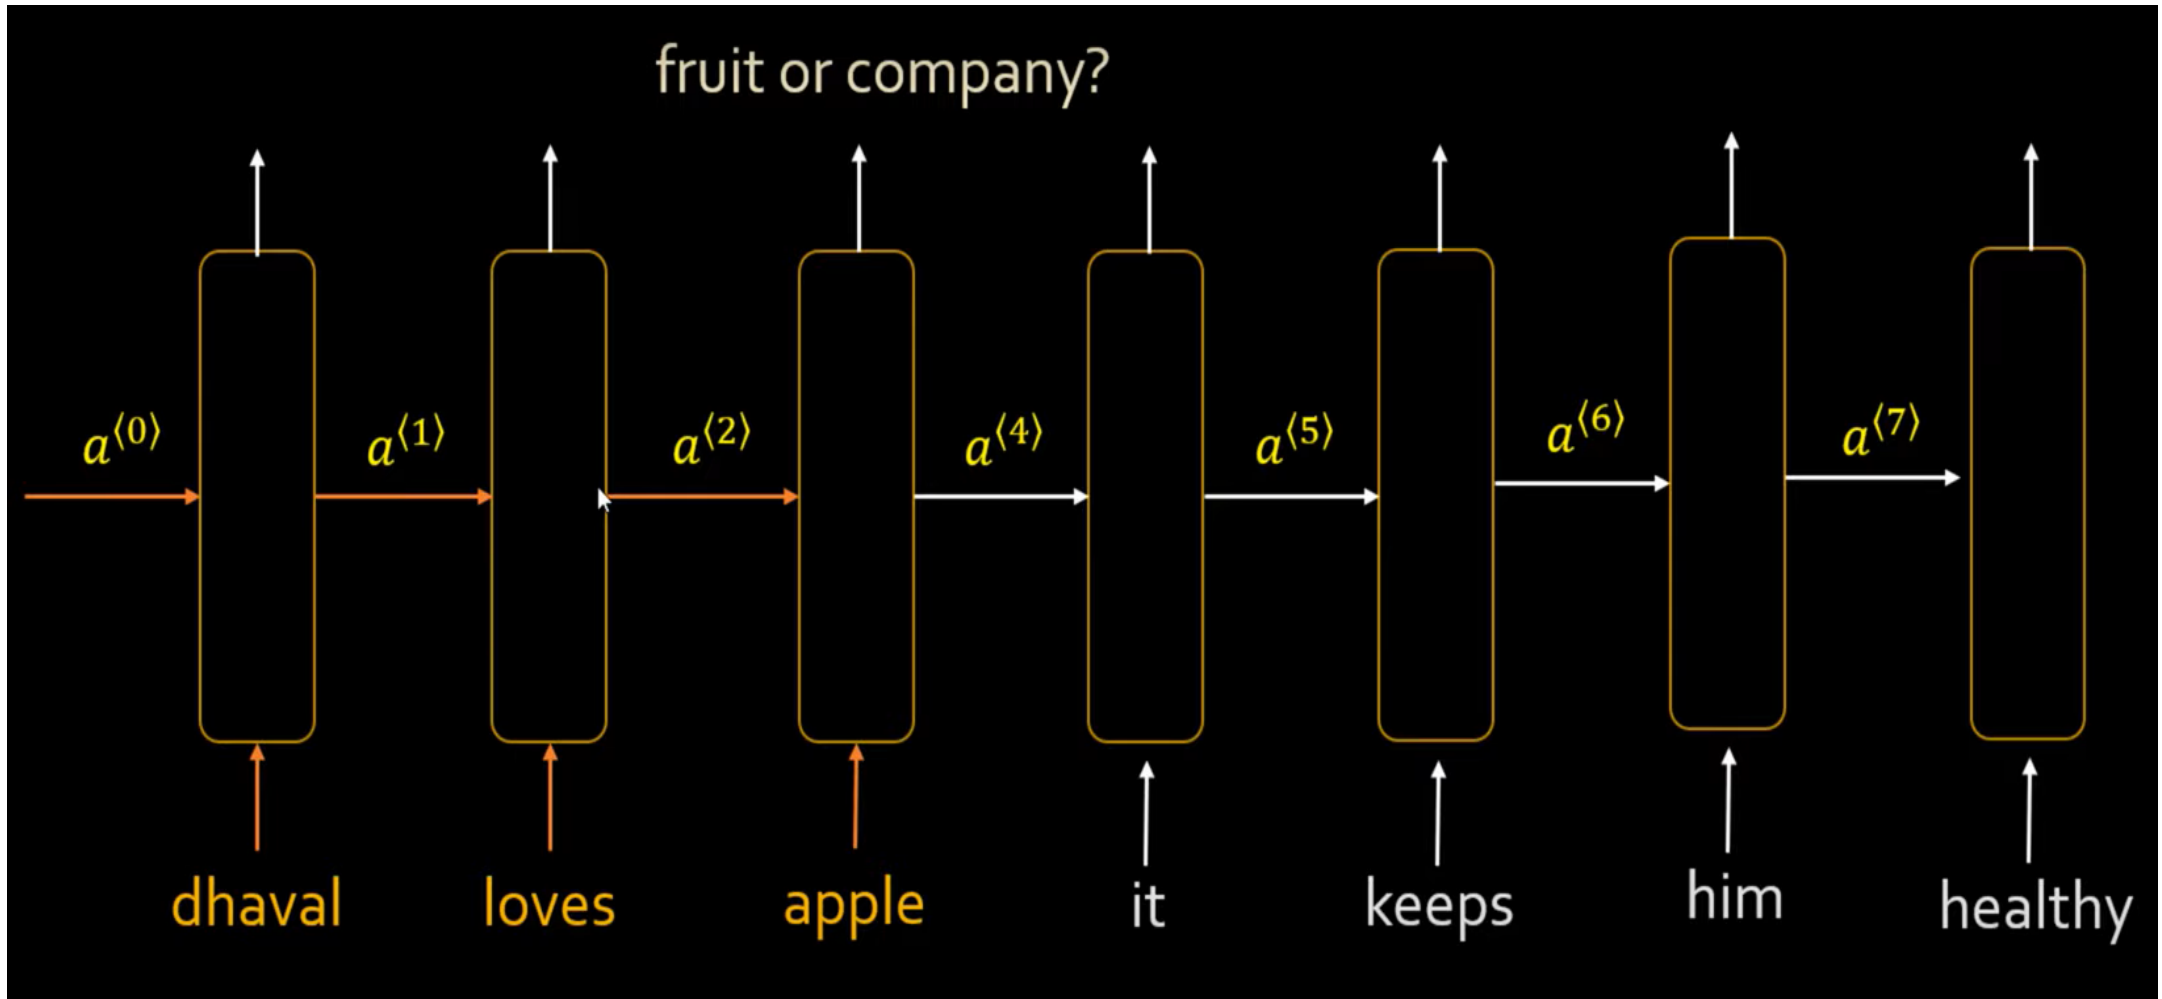 fruit or company?
a⟨0⟩ a⟨1⟩ a⟨2⟩ a⟨4⟩ a⟨5⟩ a⟨6⟩ a⟨7⟩
dhaval loves apple it keeps him healthy